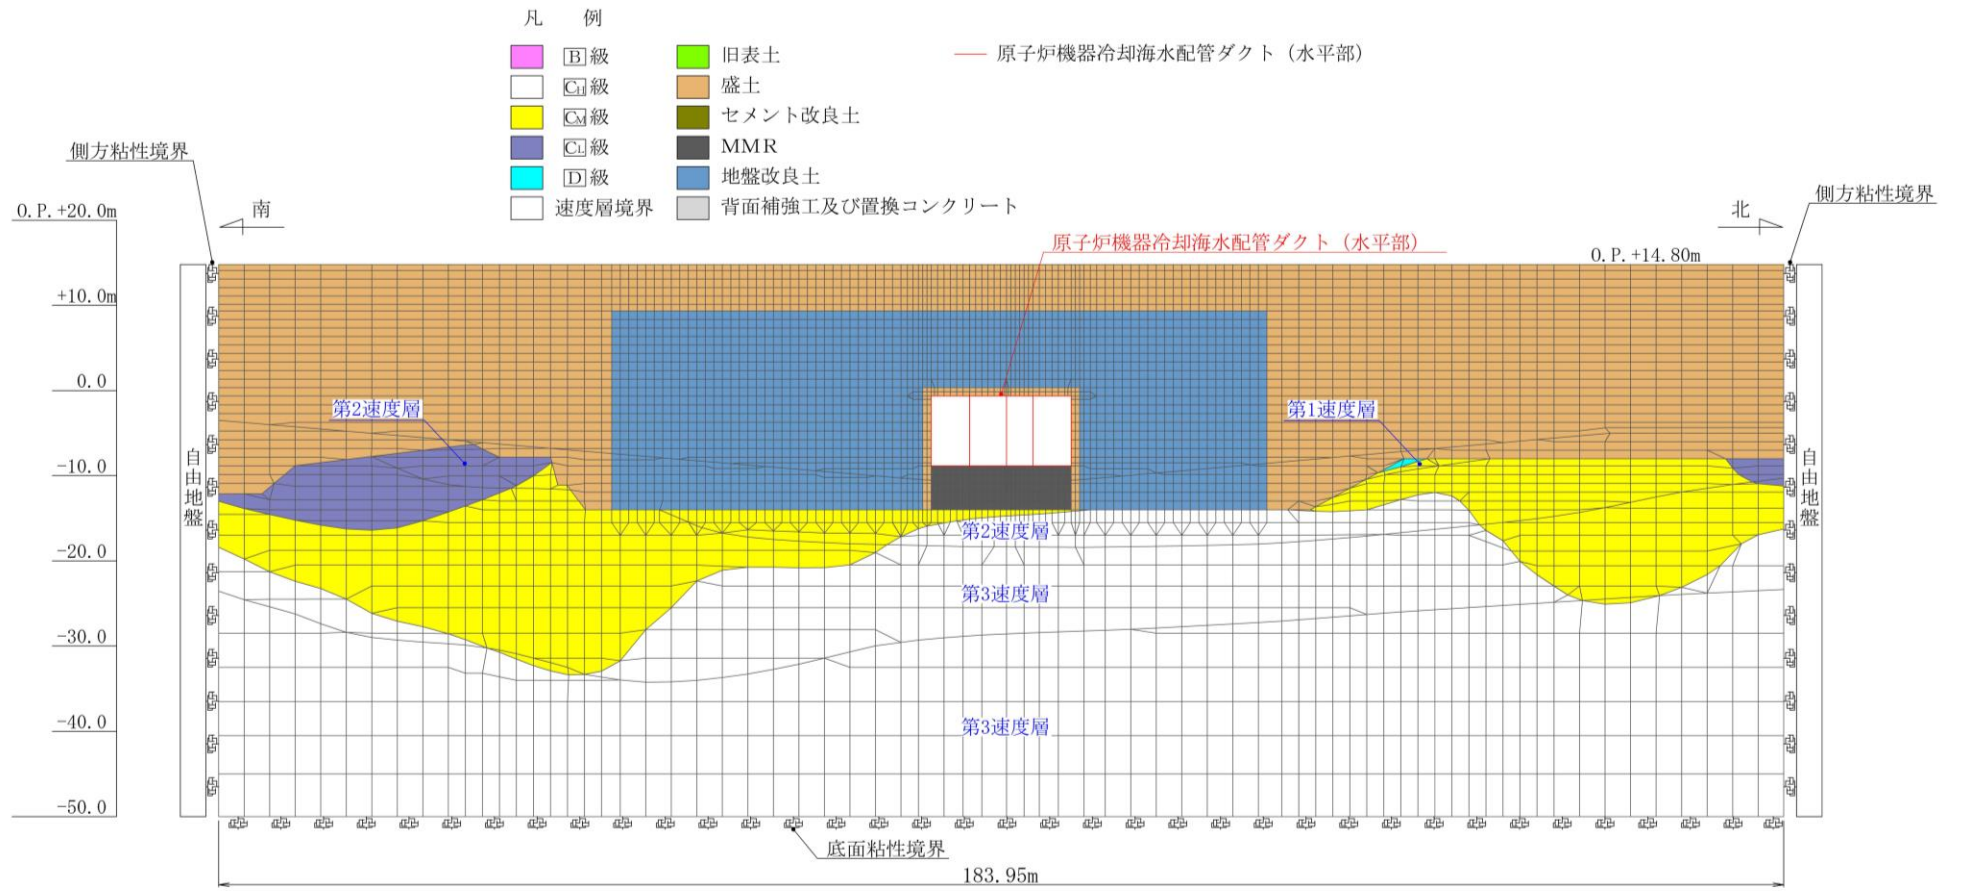 凡　例
B級
CH級
CM級
CL級
D級
速度層境界
旧表土
盛土
セメント改良土
MMR
地盤改良土
背面補強工及び置換コンクリート
原子炉機器冷却海水配管ダクト（水平部）
側方粘性境界
側方粘性境界
O.P.+20.0m
南
北
原子炉機器冷却海水配管ダクト（水平部）
O.P.+14.80m
+10.0m
0.0
-10.0
-20.0
-30.0
-40.0
-50.0
自由地盤
自由地盤
第2速度層
第1速度層
第2速度層
第3速度層
第3速度層
底面粘性境界
183.95m